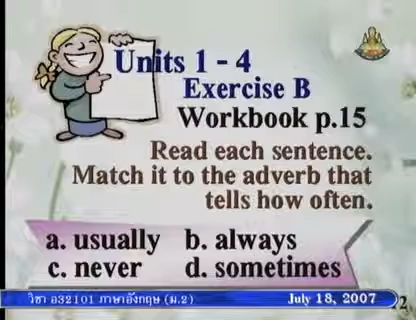 Units 1 - 4
Exercise B
Workbook p.15
Read each sentence.
Match it to the adverb that
tells how often.
a. usually b. always
c. never d. sometimes
วิชา อ32101 ภาษาอังกฤษ (ม.2) July 18, 2007
2